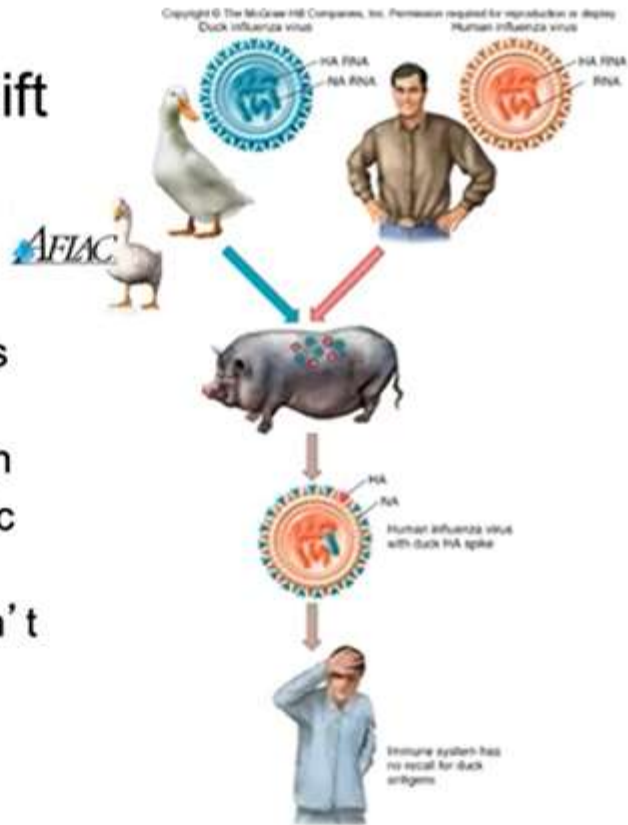 Copyright © The McGraw-Hill Companies, Inc. Permission required for reproduction or display.
Duck influenza virus
Human influenza virus
HA RNA
NA RNA
HA RNA
RNA
ift
AFLAC
s
n
c
n't
HA
NA
Human influenza virus
with duck HA spike
Immune system has
no recall for duck
antigens